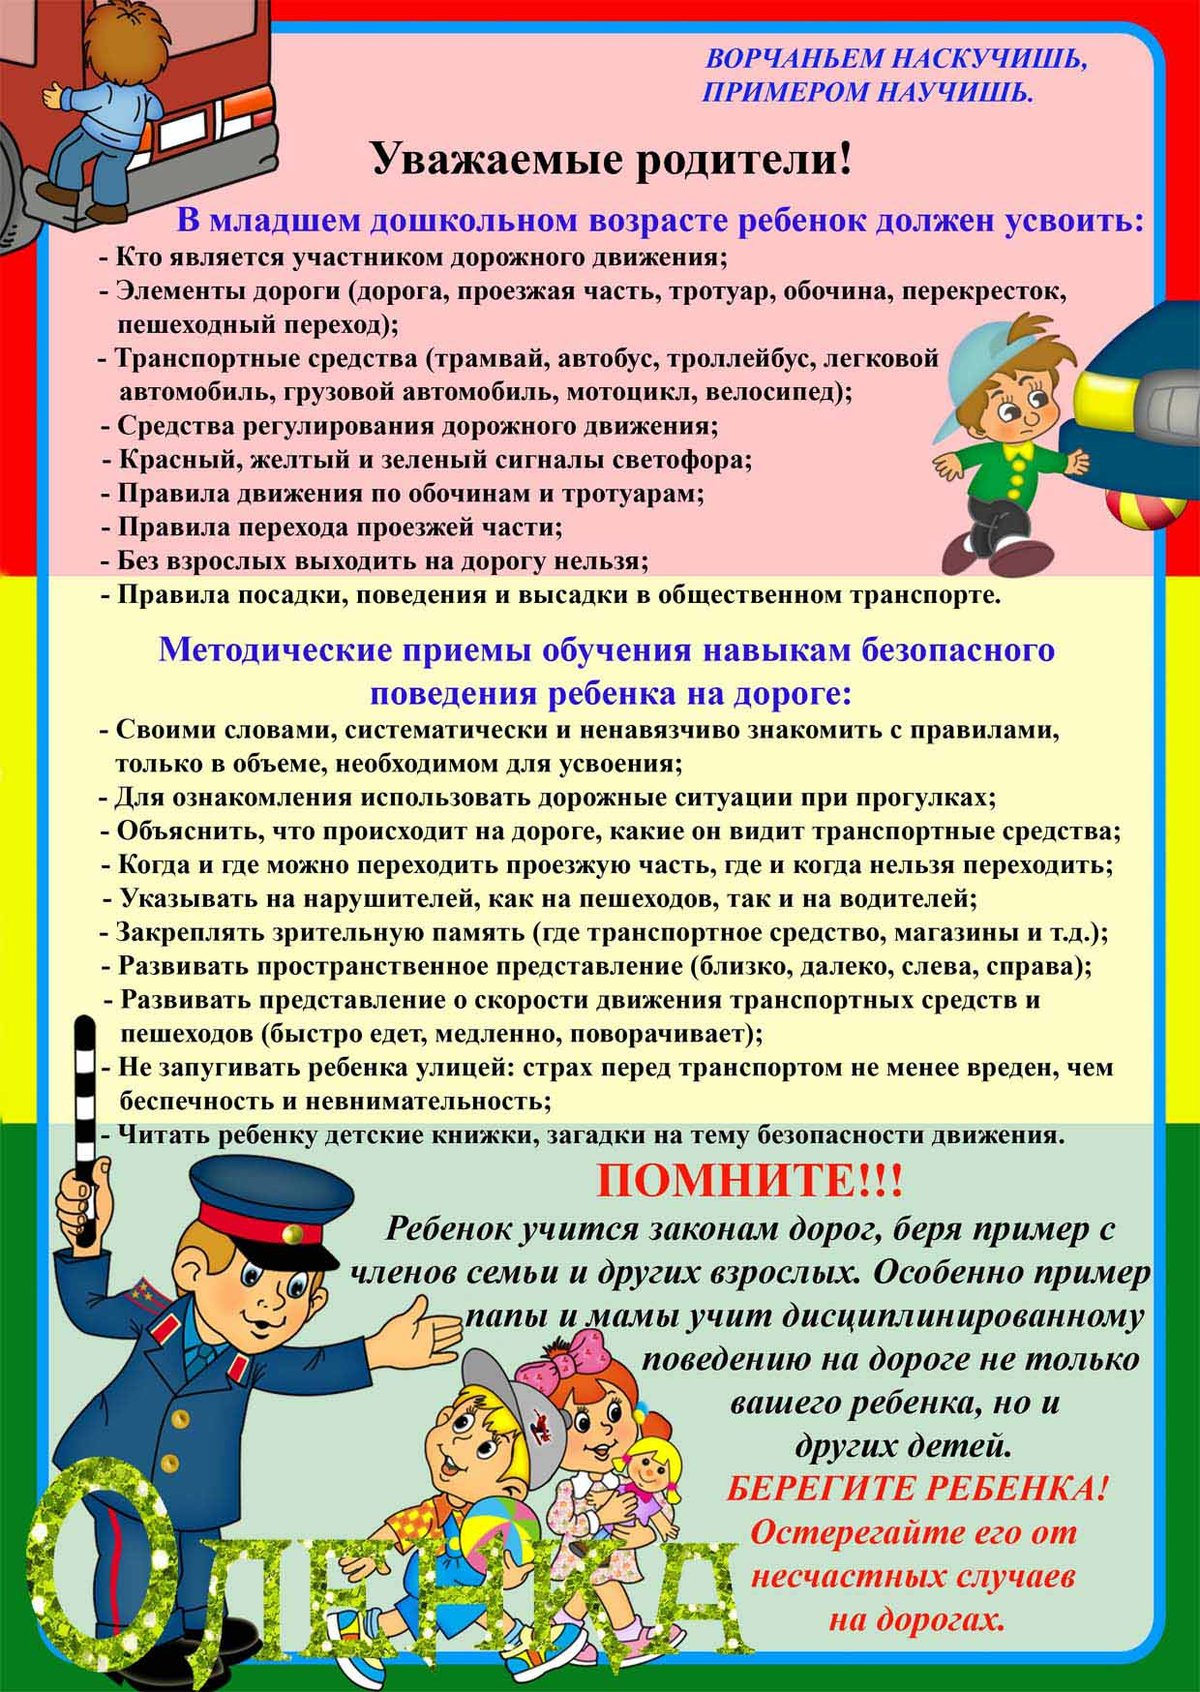 ВОРЧАНЬЕМ НАСКУЧИШЬ,
ПРИМЕРОМ НАУЧИШЬ.
Уважаемые родители!
В младшем дошкольном возрасте ребенок должен усвоить:
- Кто является участником дорожного движения;
- Элементы дороги (дорога, проезжая часть, тротуар, обочина, перекресток,
пешеходный переход);
- Транспортные средства (трамвай, автобус, троллейбус, легковой
автомобиль, грузовой автомобиль, мотоцикл, велосипед);
- Средства регулирования дорожного движения;
- Красный, желтый и зеленый сигналы светофора;
- Правила движения по обочинам и тротуарам;
- Правила перехода проезжей части;
- Без взрослых выходить на дорогу нельзя;
- Правила посадки, поведения и высадки в общественном транспорте.
Методические приемы обучения навыкам безопасного
поведения ребенка на дороге:
- Своими словами, систематически и ненавязчиво знакомить с правилами,
только в объеме, необходимом для усвоения;
- Для ознакомления использовать дорожные ситуации при прогулках;
- Объяснить, что происходит на дороге, какие он видит транспортные средства;
- Когда и где можно переходить проезжую часть, где и когда нельзя переходить;
- Указывать на нарушителей, как на пешеходов, так и на водителей;
- Закреплять зрительную память (где транспортное средство, магазины и т.д.);
- Развивать пространственное представление (близко, далеко, слева, справа);
- Развивать представление о скорости движения транспортных средств и
пешеходов (быстро едет, медленно, поворачивает);
- Не запугивать ребенка улицей: страх перед транспортом не менее вреден, чем
беспечность и невнимательность;
- Читать ребенку детские книжки, загадки на тему безопасности движения.
ПОМНИТЕ!!!
Ребенок учится законам дорог, беря пример с
членов семьи и других взрослых. Особенно пример
папы и мамы учит дисциплинированному
поведению на дороге не только
вашего ребенка, но и
других детей.
БЕРЕГИТЕ РЕБЕНКА!
Остерегайте его от
несчастных случаев
на дорогах.
Оленка